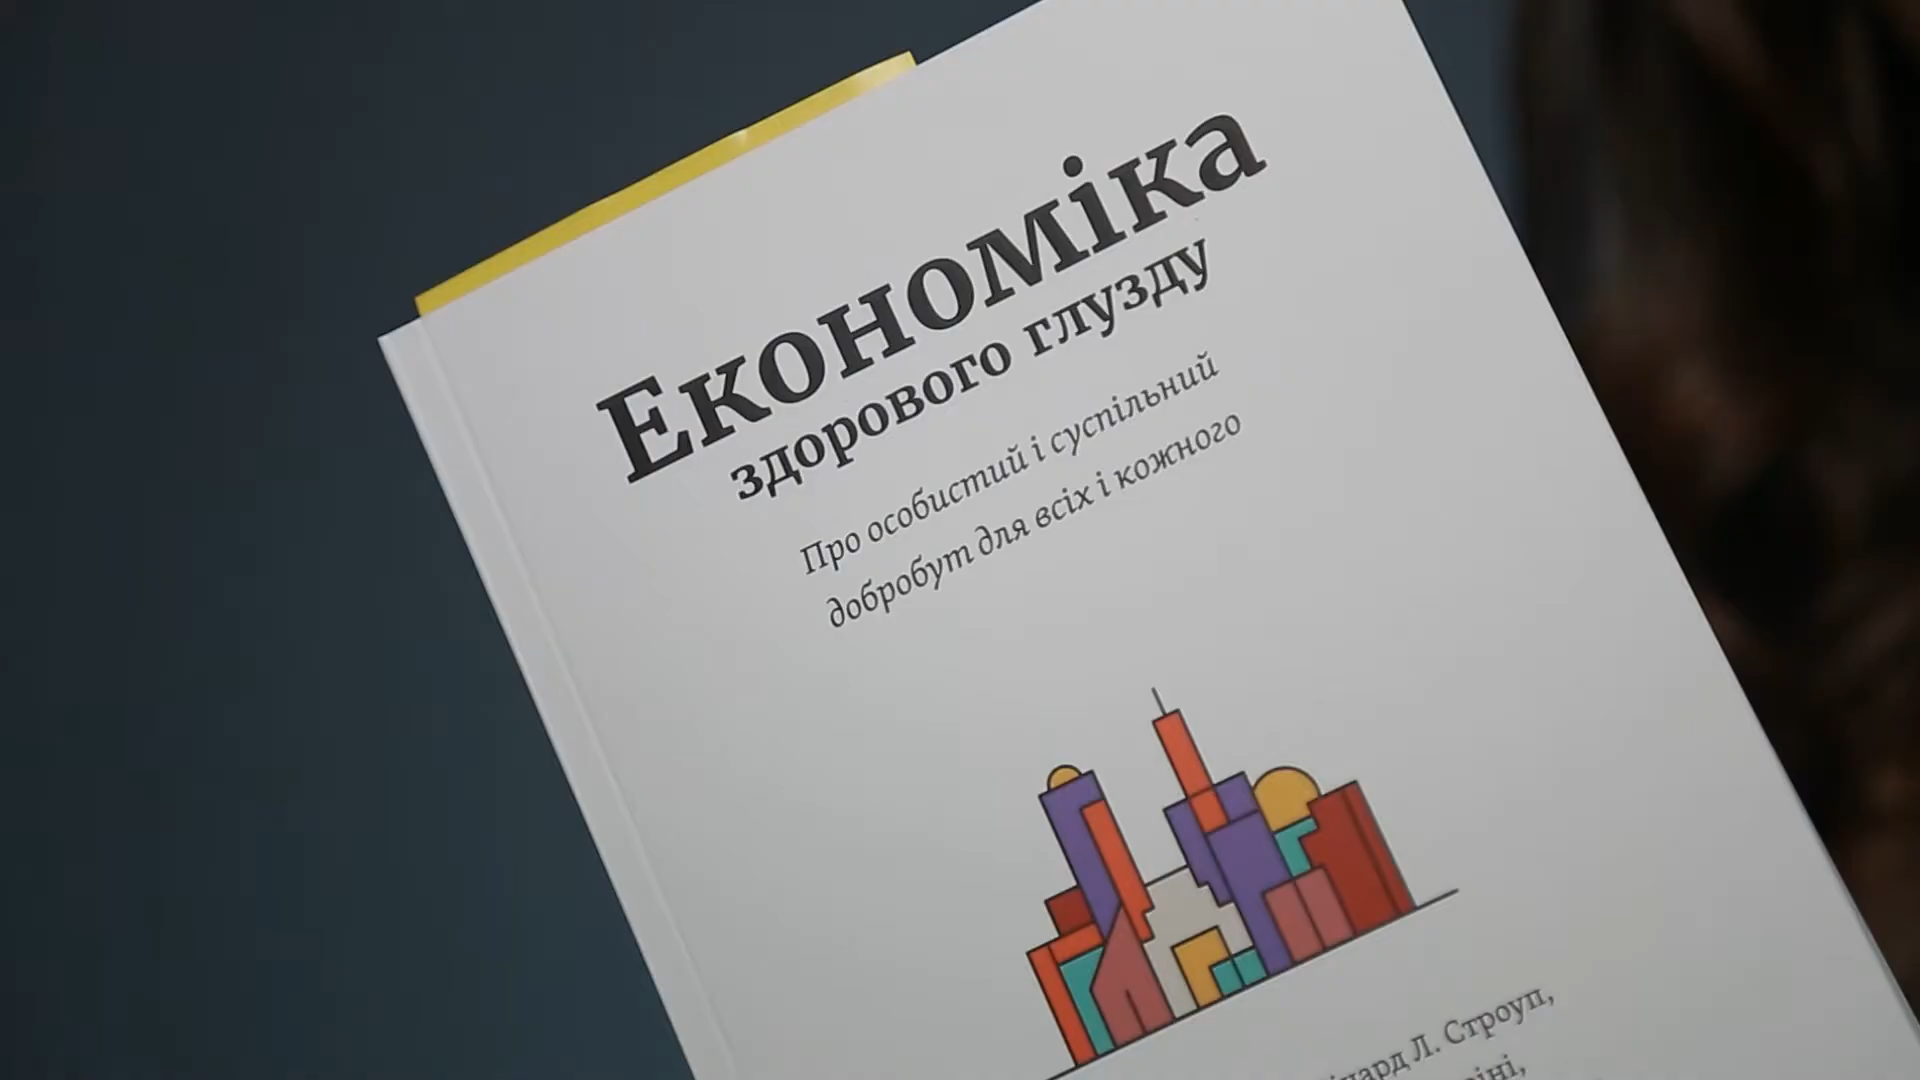 Економіка
здорового глузду
Про особистий і суспільний
добробут для всіх і кожного
Л. Строуп,